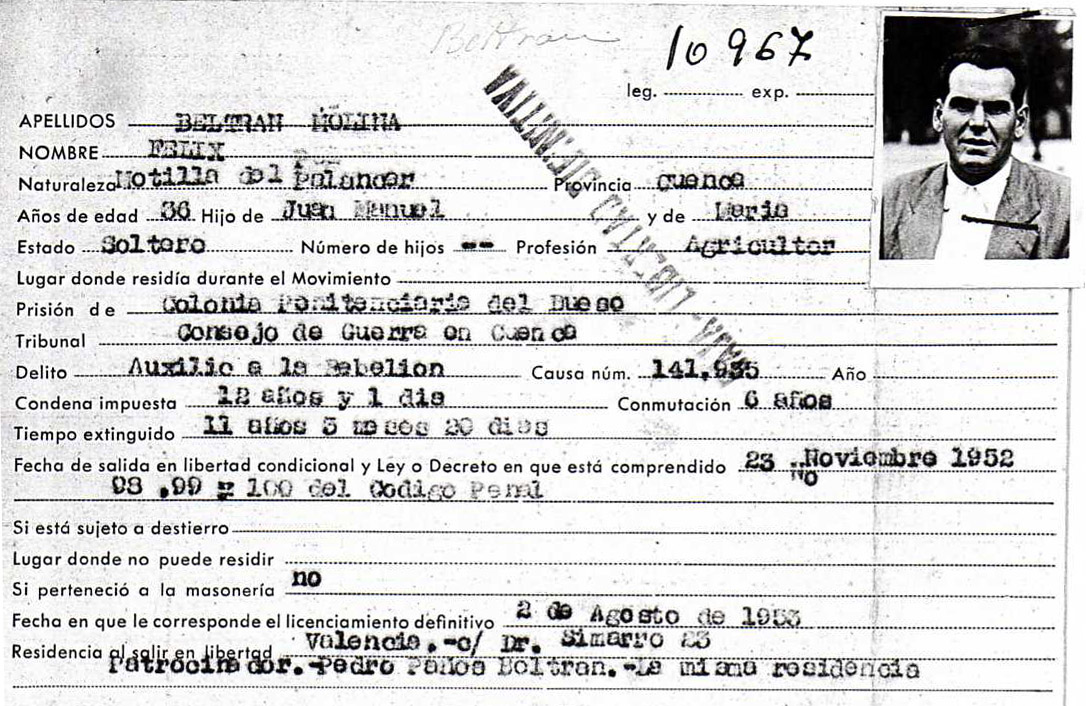 Beltran
10967
leg. exp.
APELLIDOS BELTRAN MOLINA
NOMBRE FELIX
Naturaleza Motilla del Palancar Provincia Cuenca
Años de edad 36 Hijo de Juan Manuel y de Maria
Estado Soltero Número de hijos -- Profesión Agricultor
Lugar donde residía durante el Movimiento
Prisión de Colonia Penitenciaria del Dueso
Tribunal Consejo de Guerra en Cuenca
Delito Auxilio a la Rebelion Causa núm. 141.935 Año
Condena impuesta 12 años y 1 dia Conmutación 6 años
Tiempo extinguido 11 años 3 meses 20 dias
Fecha de salida en libertad condicional y Ley o Decreto en que está comprendido 23 Noviembre 1952
98 ,99 y 100 del Codigo Penal No
Si está sujeto a destierro
Lugar donde no puede residir
Si perteneció a la masonería no
Fecha en que le corresponde el licenciamiento definitivo 2 de Agosto de 1953
Residencia al salir en libertad Valencia.-c/ Dr. Simarro 23
Patrocinador.-Pedro Paños Beltran.-La misma residencia